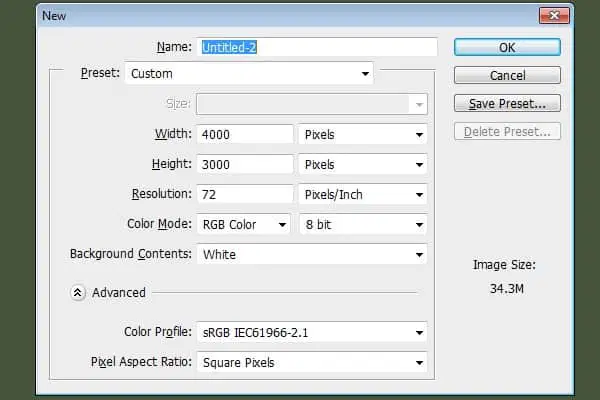 New
Name: Untitled-2
OK
Preset: Custom
Cancel
Size:
Save Preset...
Width: 4000 Pixels
Delete Preset...
Height: 3000 Pixels
Resolution: 72 Pixels/Inch
Color Mode: RGB Color 8 bit
Background Contents: White
Image Size:
34.3M
Advanced
Color Profile: sRGB IEC61966-2.1
Pixel Aspect Ratio: Square Pixels